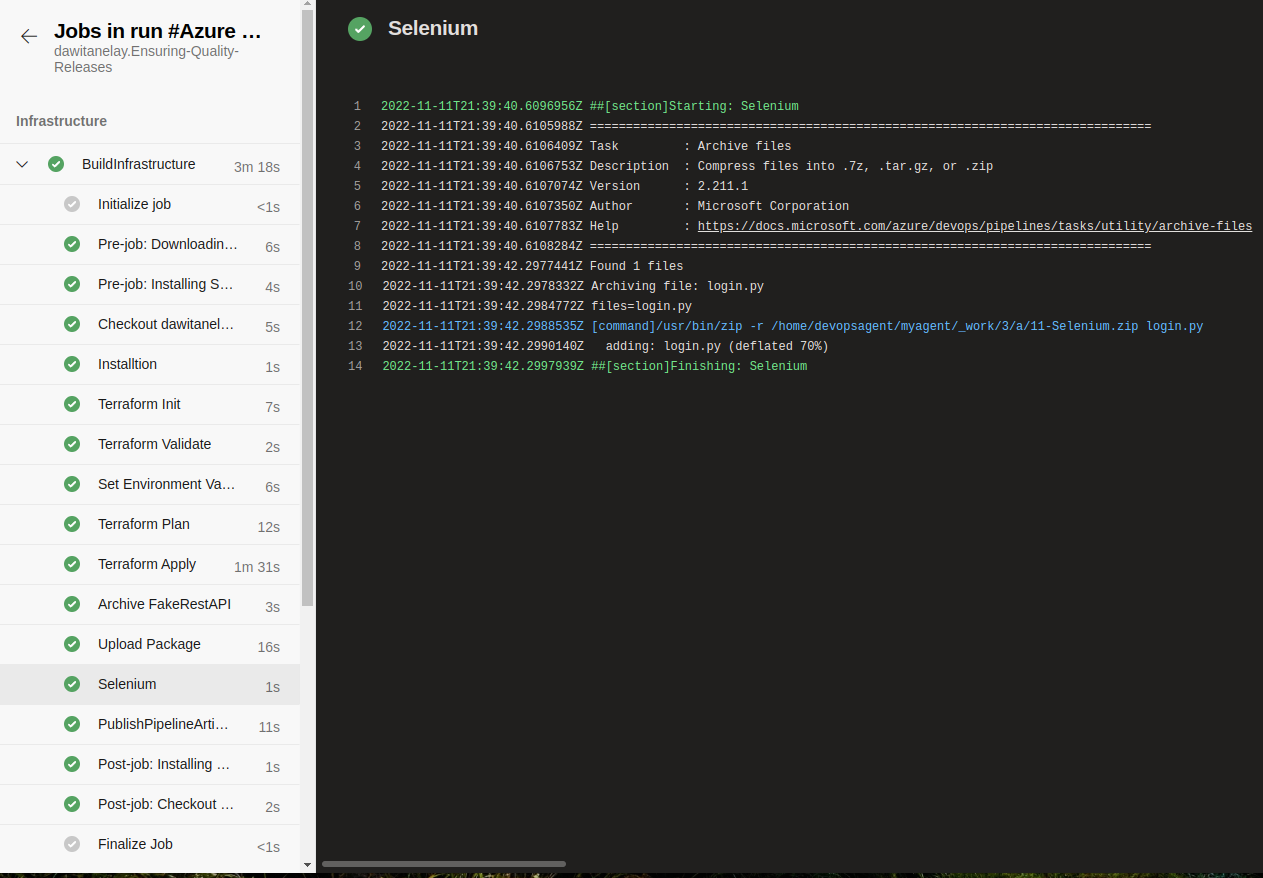 Jobs in run #Azure ...
dawitanelay.Ensuring-Quality-
Releases
Infrastructure
BuildInfrastructure 3m 18s
Initialize job <1s
Pre-job: Downloadin... 6s
Pre-job: Installing S... 4s
Checkout dawitanel... 5s
Installtion 1s
Terraform Init 7s
Terraform Validate 2s
Set Environment Va... 6s
Terraform Plan 12s
Terraform Apply 1m 31s
Archive FakeRestAPI 3s
Upload Package 16s
Selenium 1s
PublishPipelineArti... 11s
Post-job: Installing ... 1s
Post-job: Checkout ... 2s
Finalize Job <1s
Selenium
1 2022-11-11T21:39:40.6096956Z ##[section]Starting: Selenium
2 2022-11-11T21:39:40.6105988Z ==============================================================================
3 2022-11-11T21:39:40.6106409Z Task         : Archive files
4 2022-11-11T21:39:40.6106753Z Description  : Compress files into .7z, .tar.gz, or .zip
5 2022-11-11T21:39:40.6107074Z Version      : 2.211.1
6 2022-11-11T21:39:40.6107350Z Author       : Microsoft Corporation
7 2022-11-11T21:39:40.6107783Z Help         : https://docs.microsoft.com/azure/devops/pipelines/tasks/utility/archive-files
8 2022-11-11T21:39:40.6108284Z ==============================================================================
9 2022-11-11T21:39:42.2977441Z Found 1 files
10 2022-11-11T21:39:42.2978332Z Archiving file: login.py
11 2022-11-11T21:39:42.2984772Z files=login.py
12 2022-11-11T21:39:42.2988535Z [command]/usr/bin/zip -r /home/devopsagent/myagent/_work/3/a/11-Selenium.zip login.py
13 2022-11-11T21:39:42.2990140Z   adding: login.py (deflated 70%)
14 2022-11-11T21:39:42.2997939Z ##[section]Finishing: Selenium